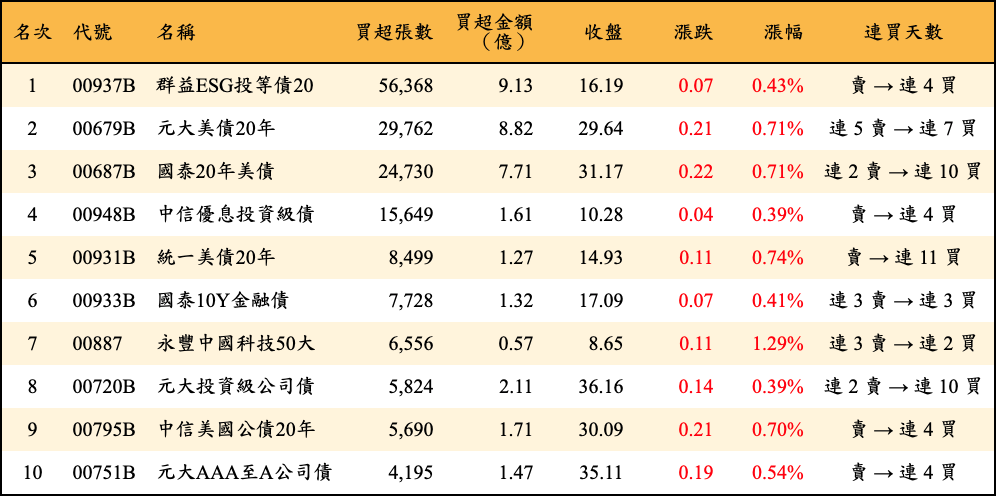 名次 代號 名稱 買超張數 買超金額（億） 收盤 漲跌 漲幅 連買天數
1 00937B 群益ESG投等債20 56,368 9.13 16.19 0.07 0.43% 賣→連 4 買
2 00679B 元大美債20年 29,762 8.82 29.64 0.21 0.71% 連 5 賣→連 7 買
3 00687B 國泰20年美債 24,730 7.71 31.17 0.22 0.71% 連 2 賣→連 10 買
4 00948B 中信優息投資級債 15,649 1.61 10.28 0.04 0.39% 賣→連 4 買
5 00931B 統一美債20年 8,499 1.27 14.93 0.11 0.74% 賣→連 11 買
6 00933B 國泰10Y金融債 7,728 1.32 17.09 0.07 0.41% 連 3 賣→連 3 買
7 00887 永豐中國科技50大 6,556 0.57 8.65 0.11 1.29% 連 3 賣→連 2 買
8 00720B 元大投資級公司債 5,824 2.11 36.16 0.14 0.39% 連 2 賣→連 10 買
9 00795B 中信美國公債20年 5,690 1.71 30.09 0.21 0.70% 賣→連 4 買
10 00751B 元大AAA至A公司債 4,195 1.47 35.11 0.19 0.54% 賣→連 4 買